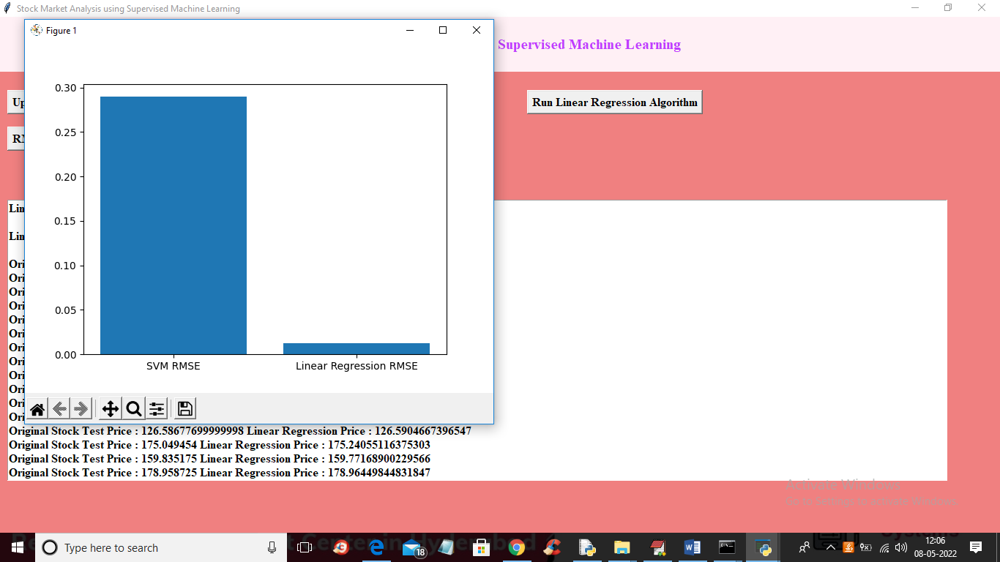 Stock Market Analysis using Supervised Machine Learning
Figure 1
Supervised Machine Learning
Up
Run Linear Regression Algorithm
RM
0.30
0.25
0.20
0.15
0.10
0.05
0.00
SVM RMSE
Linear Regression RMSE
Lin
Lin
Ori
Ori
Ori
Ori
Ori
Ori
Ori
Ori
Ori
Ori
Ori
Ori
Original Stock Test Price : 126.58677699999998 Linear Regression Price : 126.5904667396547
Original Stock Test Price : 175.049454 Linear Regression Price : 175.24055116375303
Original Stock Test Price : 159.835175 Linear Regression Price : 159.77168900229566
Original Stock Test Price : 178.958725 Linear Regression Price : 178.96449844831847
Activate Windows
Go to Settings to activate Windows.
Systems
Type here to search
18
12:06
08-05-2022